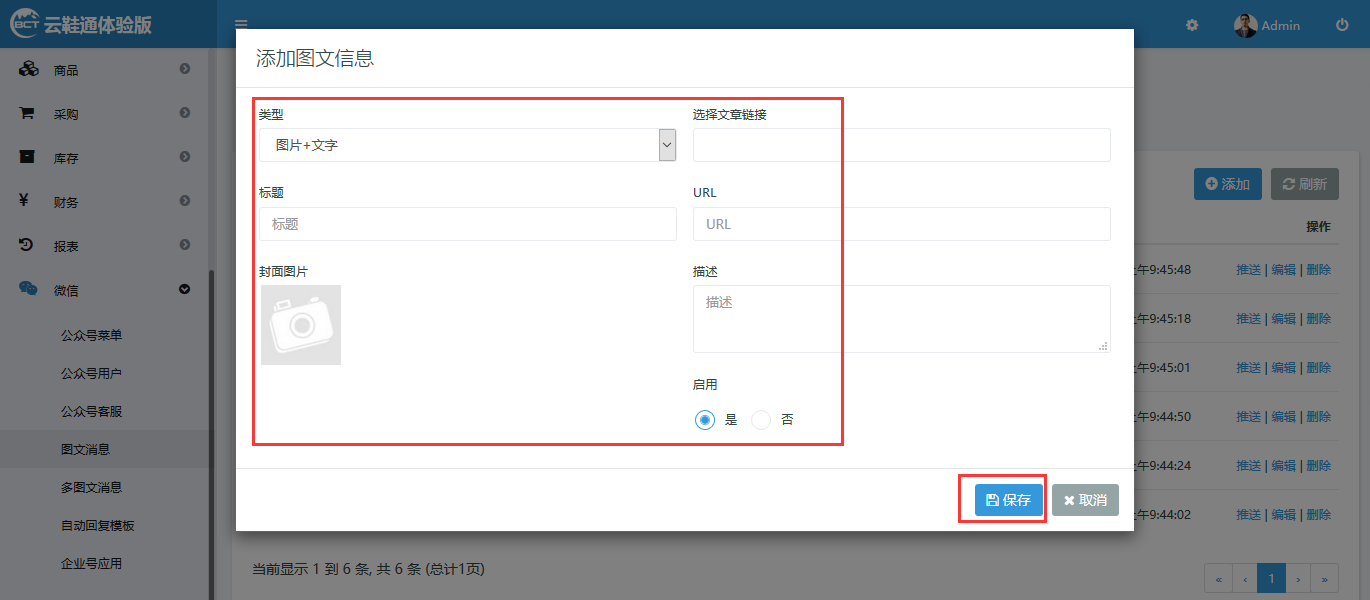 BCT 云鞋通体验版
Admin
商品
采购
库存
¥ 财务
报表
微信
公众号菜单
公众号用户
公众号客服
图文消息
多图文消息
自动回复模板
企业号应用
添加图文信息
类型
图片+文字
选择文章链接
标题
标题
URL
URL
封面图片
描述
描述
启用
是 否
保存 取消
添加 刷新
操作
午9:45:48 推送 | 编辑 | 删除
午9:45:18 推送 | 编辑 | 删除
午9:45:01 推送 | 编辑 | 删除
午9:44:50 推送 | 编辑 | 删除
午9:44:24 推送 | 编辑 | 删除
午9:44:02 推送 | 编辑 | 删除
当前显示 1 到 6 条, 共 6 条 (总计1页)
« ‹ 1 › »